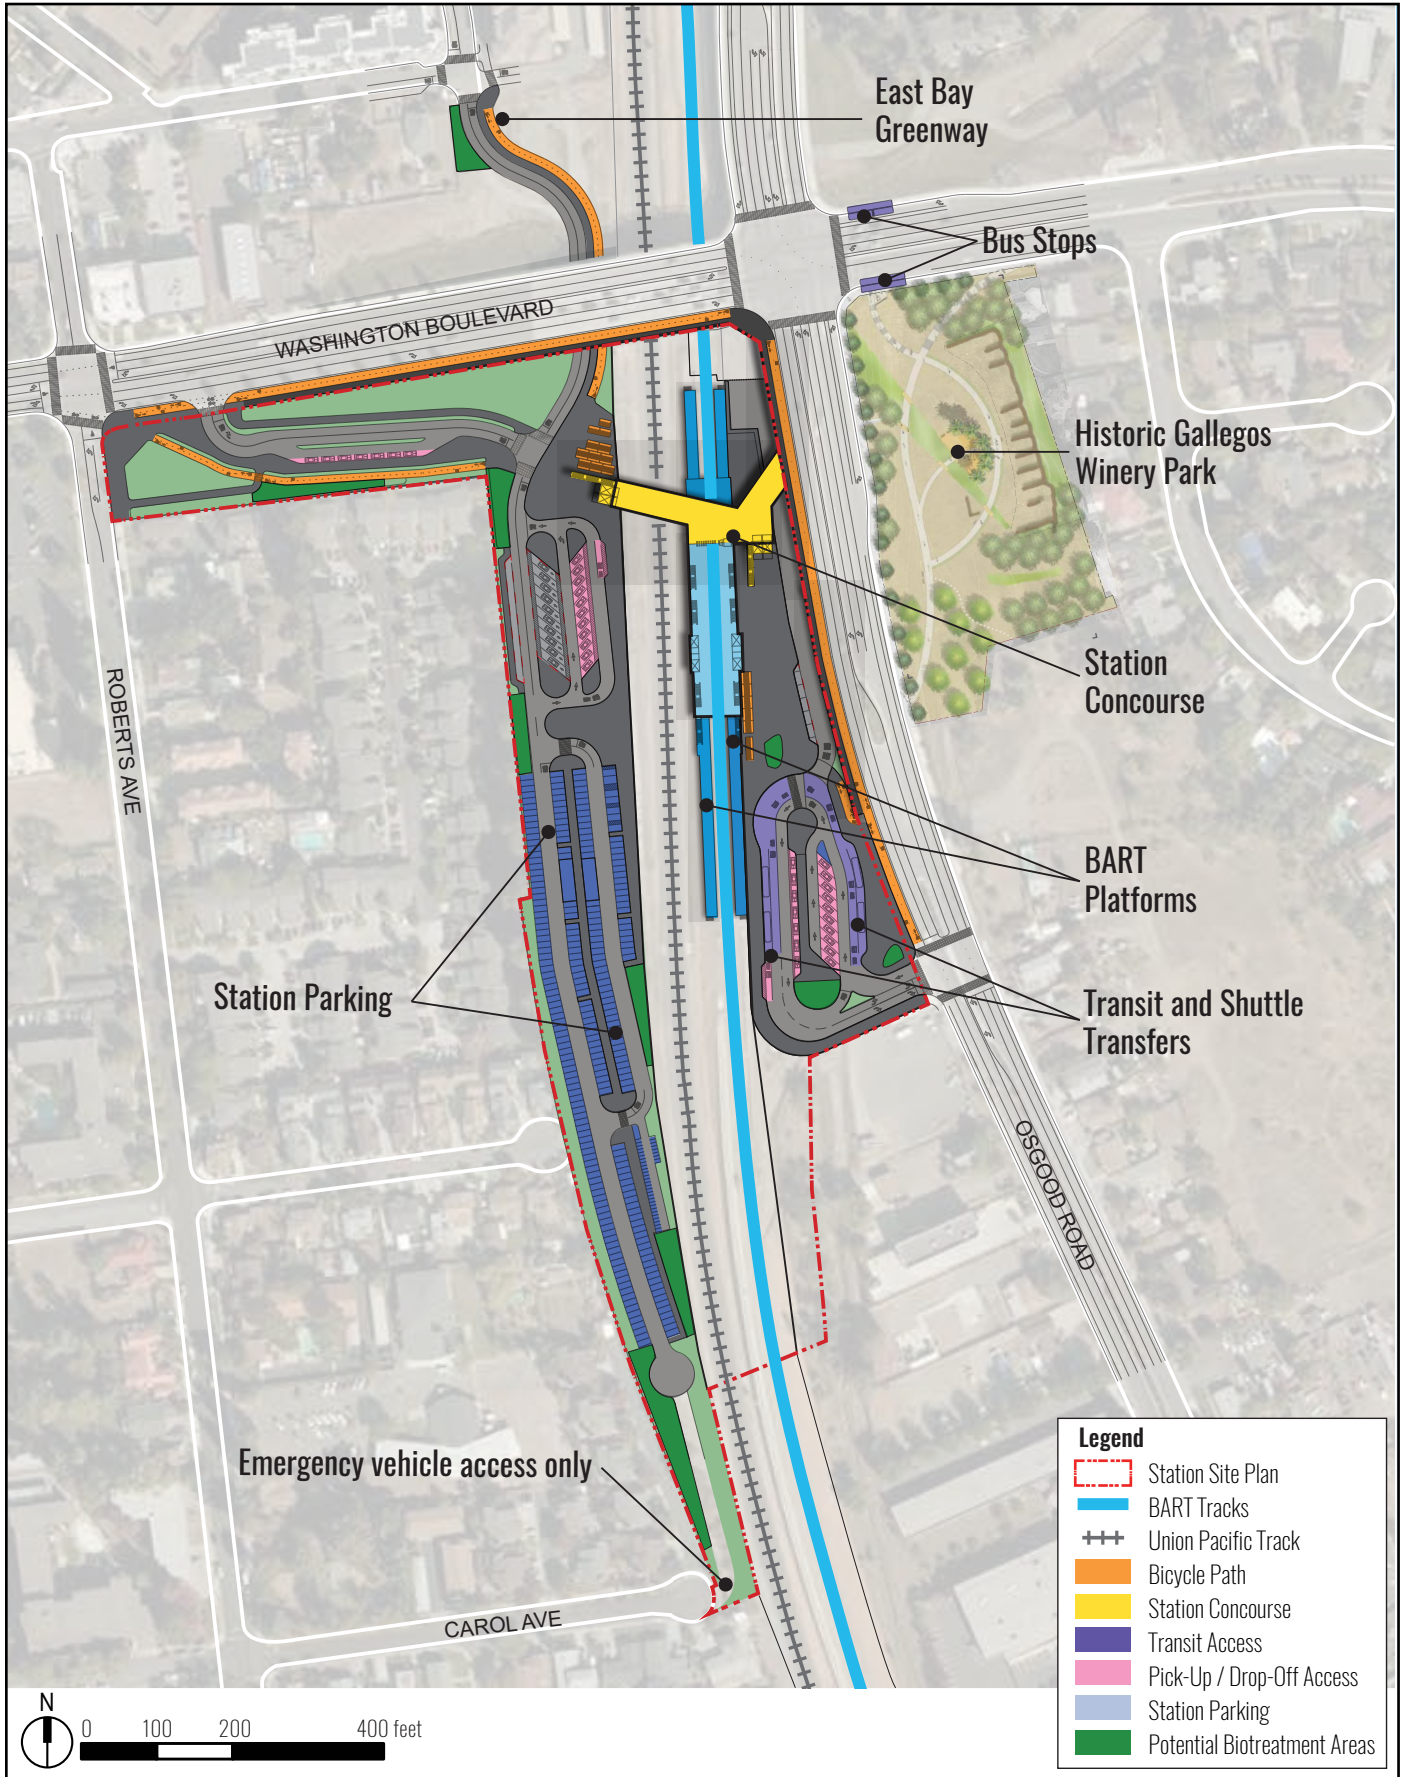 East Bay
Greenway
Bus Stops
WASHINGTON BOULEVARD
Historic Gallegos
Winery Park
Station
Concourse
ROBERTS AVE
BART
Platforms
Station Parking
Transit and Shuttle
Transfers
OSGOOD ROAD
Emergency vehicle access only
CAROL AVE
Legend
Station Site Plan
BART Tracks
Union Pacific Track
Bicycle Path
Station Concourse
Transit Access
Pick-Up / Drop-Off Access
Station Parking
Potential Biotreatment Areas
N
0 100 200 400 feet